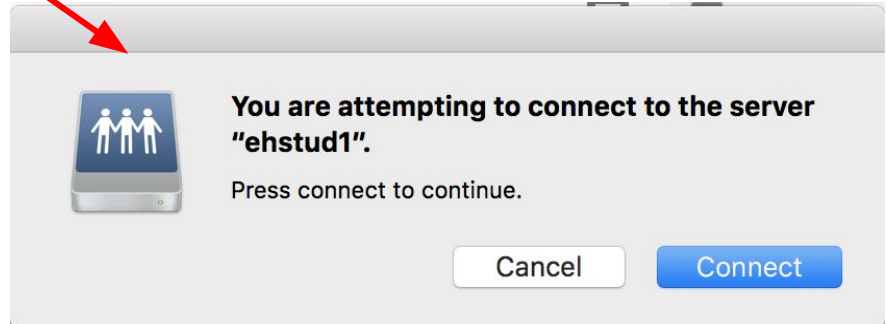 You are attempting to connect to the server
"ehstud1".
Press connect to continue.
Cancel
Connect